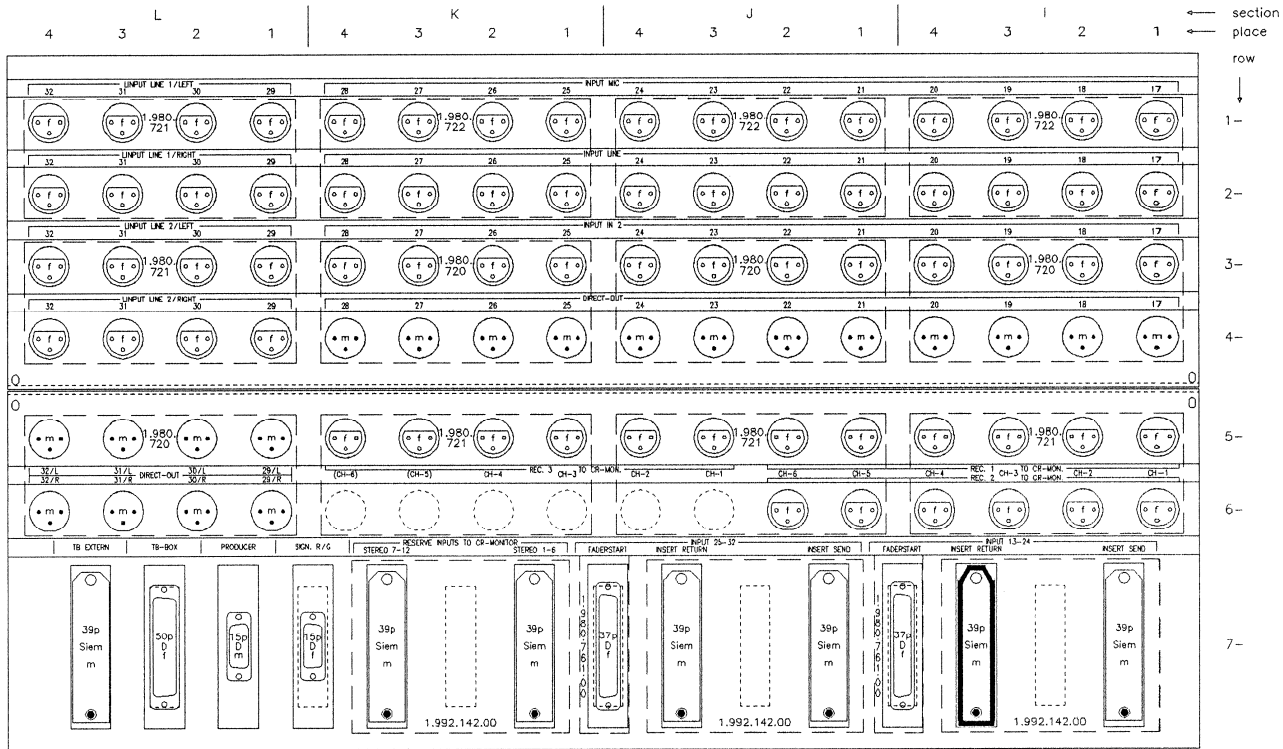 L K J I ← section
4 3 2 1 4 3 2 1 4 3 2 1 4 3 2 1 ← place
row
↓
LINPUT LINE 1/LEFT INPUT MIC
32 31 30 29 28 27 26 25 24 23 22 21 20 19 18 17
f f f f f f f f f f f f f f f f 1-
1.980. 1.980. 1.980. 1.980.
721 722 722 722
LINPUT LINE 1/RIGHT INPUT LINE
32 31 30 29 28 27 26 25 24 23 22 21 20 19 18 17
f f f f f f f f f f f f f f f f 2-
LINPUT LINE 2/LEFT INPUT IN 2
32 31 30 29 28 27 26 25 24 23 22 21 20 19 18 17
f f f f f f f f f f f f f f f f 3-
1.980. 1.980. 1.980. 1.980.
721 720 720 720
LINPUT LINE 2/RIGHT DIRECT-OUT
32 31 30 29 28 27 26 25 24 23 22 21 20 19 18 17
f f f f m m m m m m m m m m m m 4-
m m m m f f f f f f f f f f f f 5-
1.980. 1.980. 1.980. 1.980.
720 721 721 721
32/L 31/L 30/L 29/L REC. 3 TO CR-MON. REC. 1 TO CR-MON.
DIRECT-OUT (CH-6) (CH-5) CH-4 CH-3 CH-2 CH-1 CH-6 CH-5 CH-4 CH-3 CH-2 CH-1
32/R 31/R 30/R 29/R REC. 2 TO CR-MON.
m m m m f f f f f f 6-
TB EXTERN TB-BOX PRODUCER SIGN. R/G RESERVE INPUTS TO CR-MONITOR INPUT 25-32 INPUT 13-24
STEREO 7-12 STEREO 1-6 FADERSTART INSERT RETURN INSERT SEND FADERSTART INSERT RETURN INSERT SEND
39p 50p 15p 15p 39p 39p 37p 39p 39p 37p 39p 39p
Siem D D D Siem Siem D Siem Siem D Siem Siem 7-
m f m f m m f m m f m m
1.980.761.00 1.980.761.00
1.992.142.00 1.992.142.00 1.992.142.00